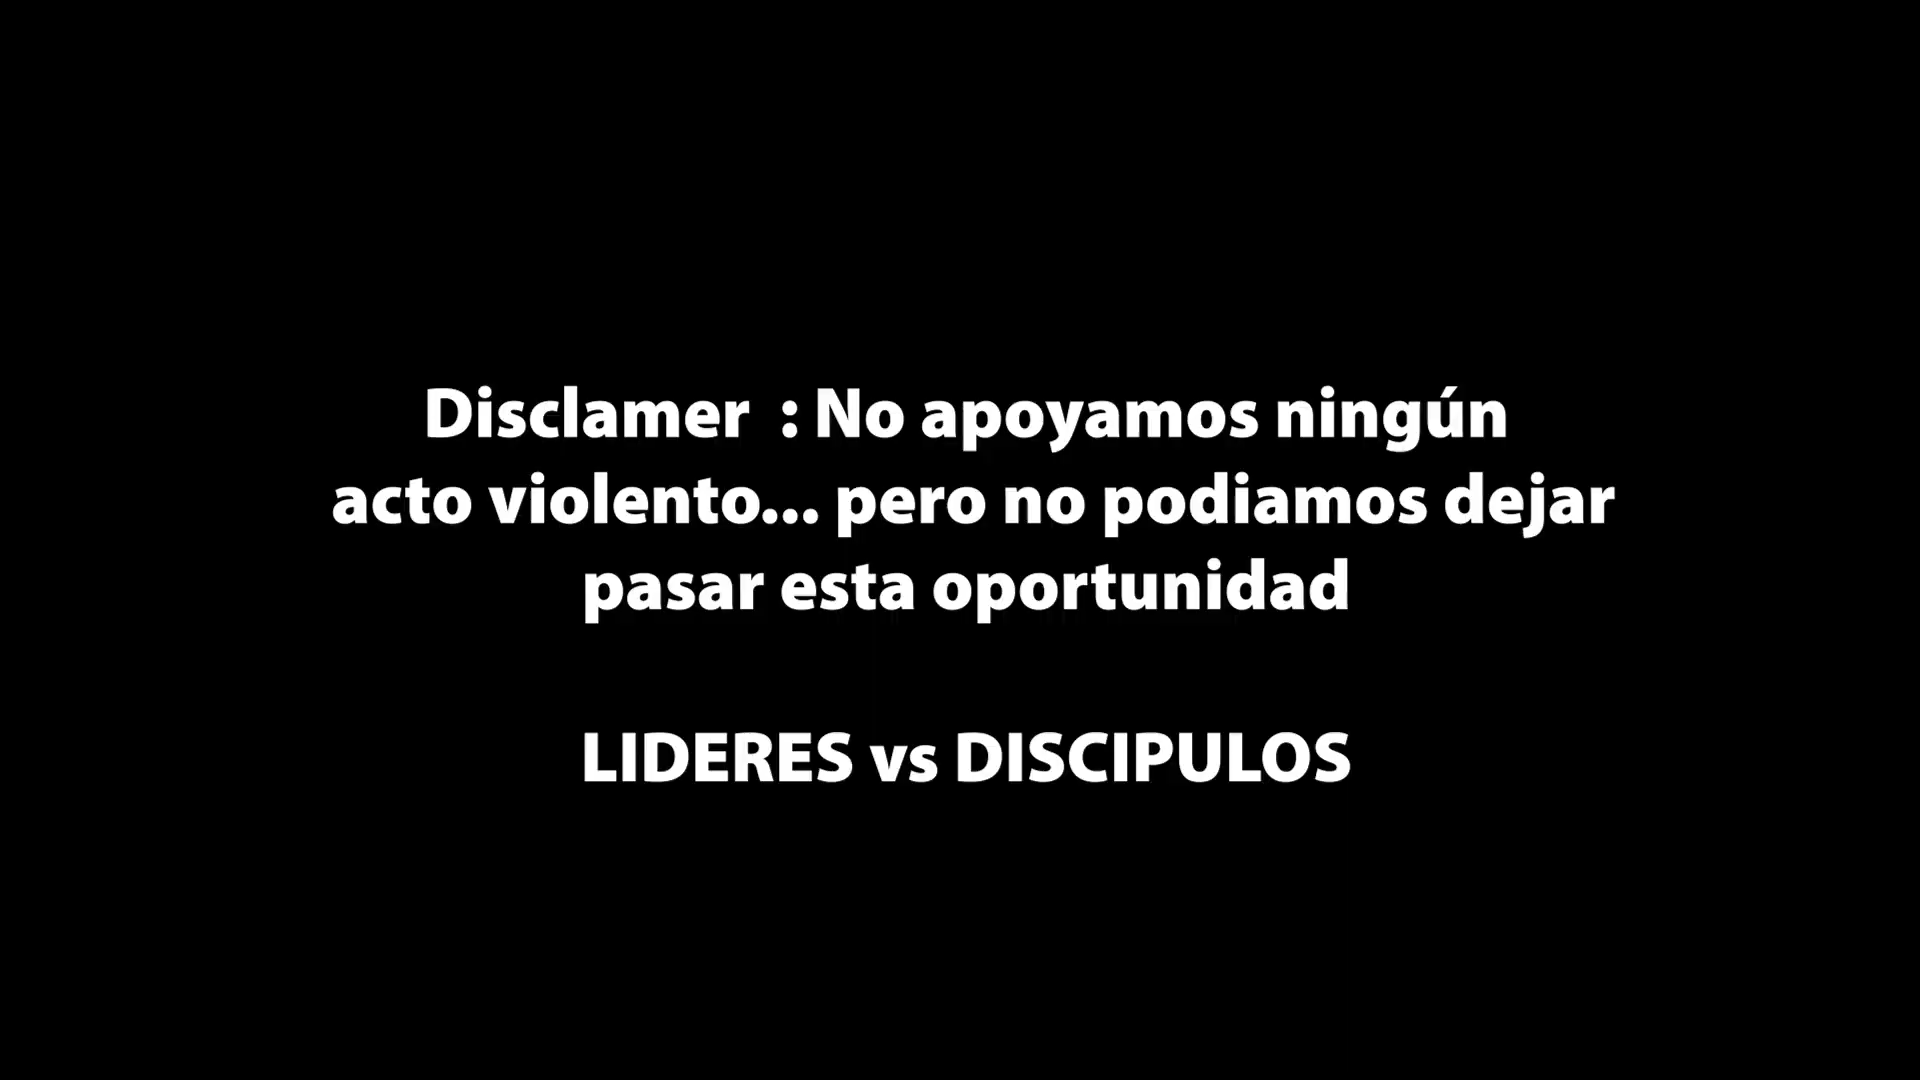 Disclamer : No apoyamos ningún
acto violento... pero no podiamos dejar
pasar esta oportunidad
LIDERES vs DISCIPULOS